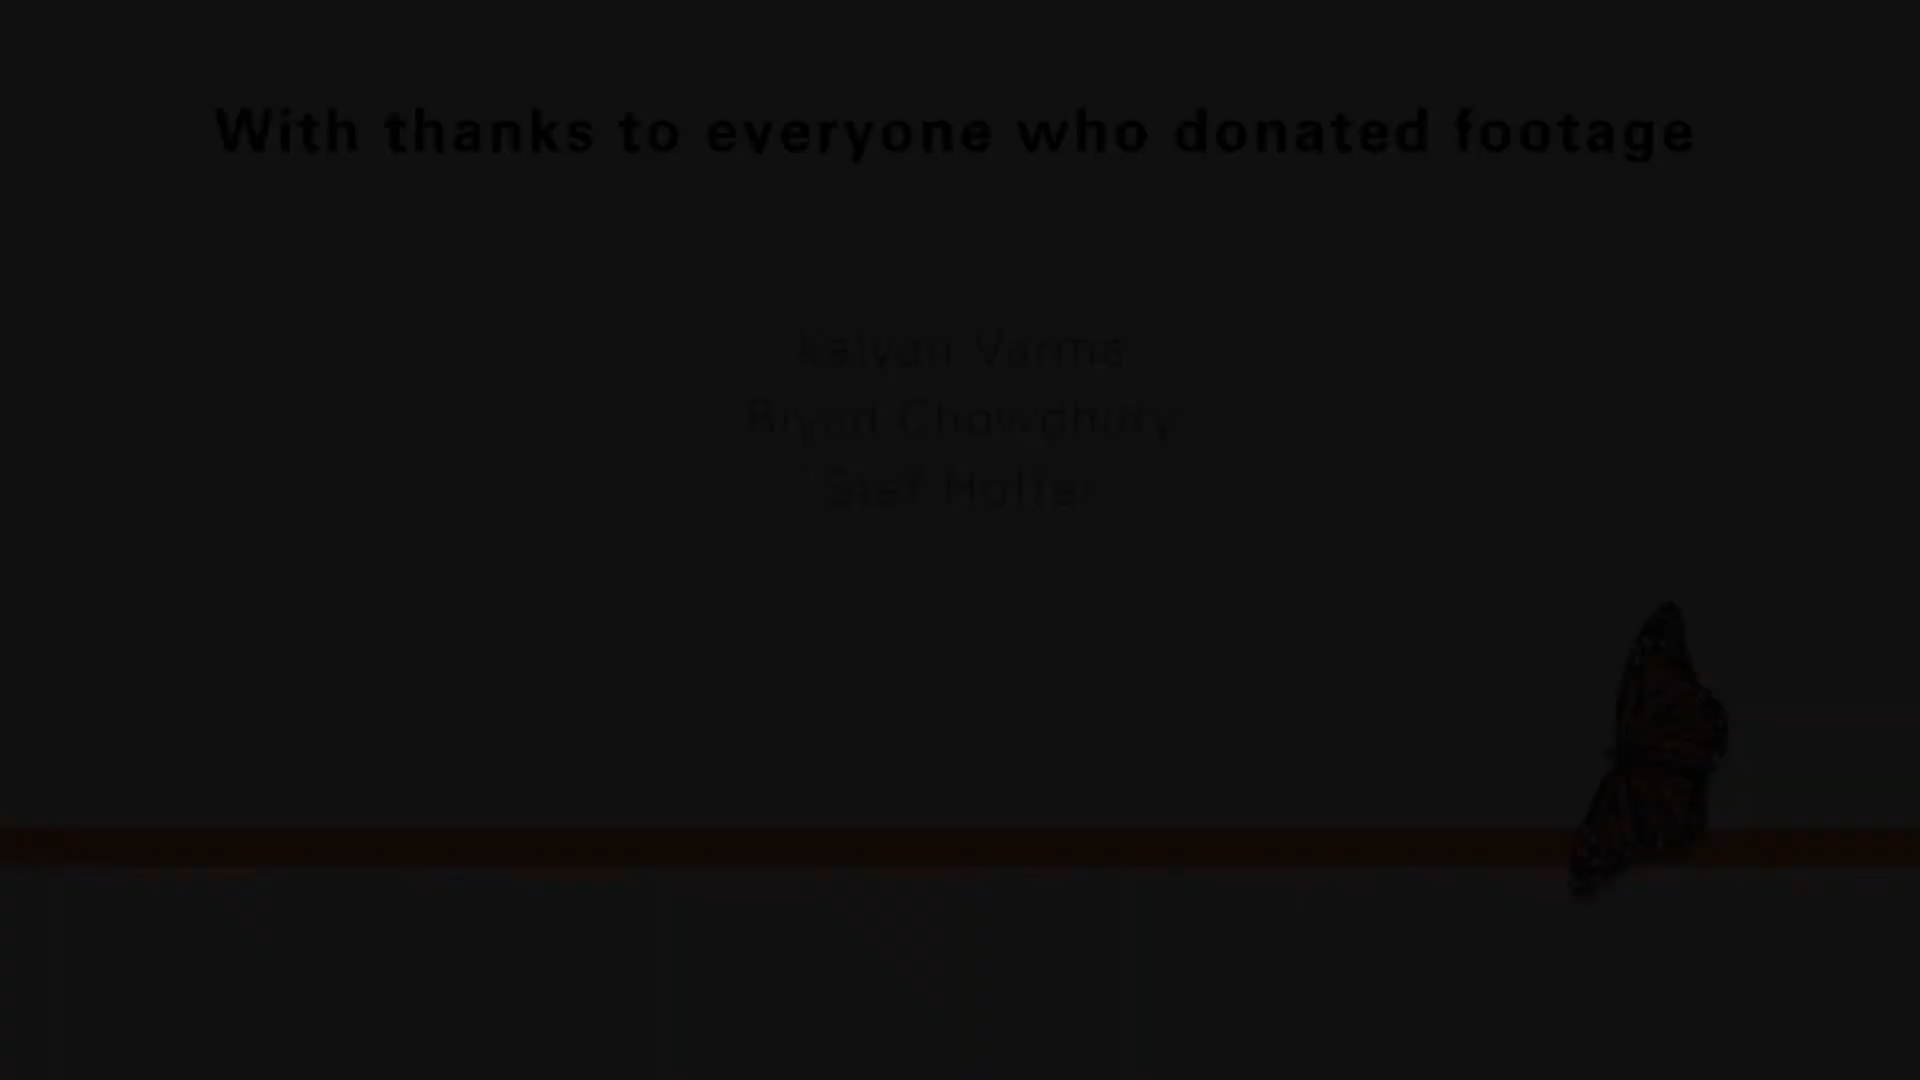 With thanks to everyone who donated footage
Kalyan Varma
Riyad Chowdhury
Stef Hoffer